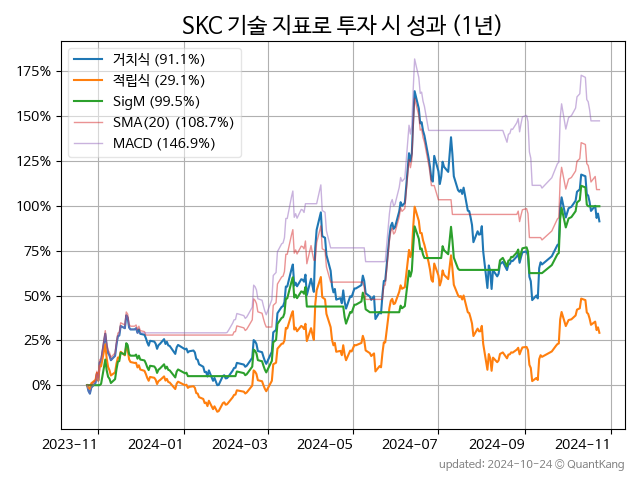 SKC 기술 지표로 투자 시 성과 (1년)
거치식 (91.1%)
적립식 (29.1%)
SigM (99.5%)
SMA(20) (108.7%)
MACD (146.9%)
175%
150%
125%
100%
75%
50%
25%
0%
2023-11 2024-01 2024-03 2024-05 2024-07 2024-09 2024-11
updated: 2024-10-24 @ QuantKang